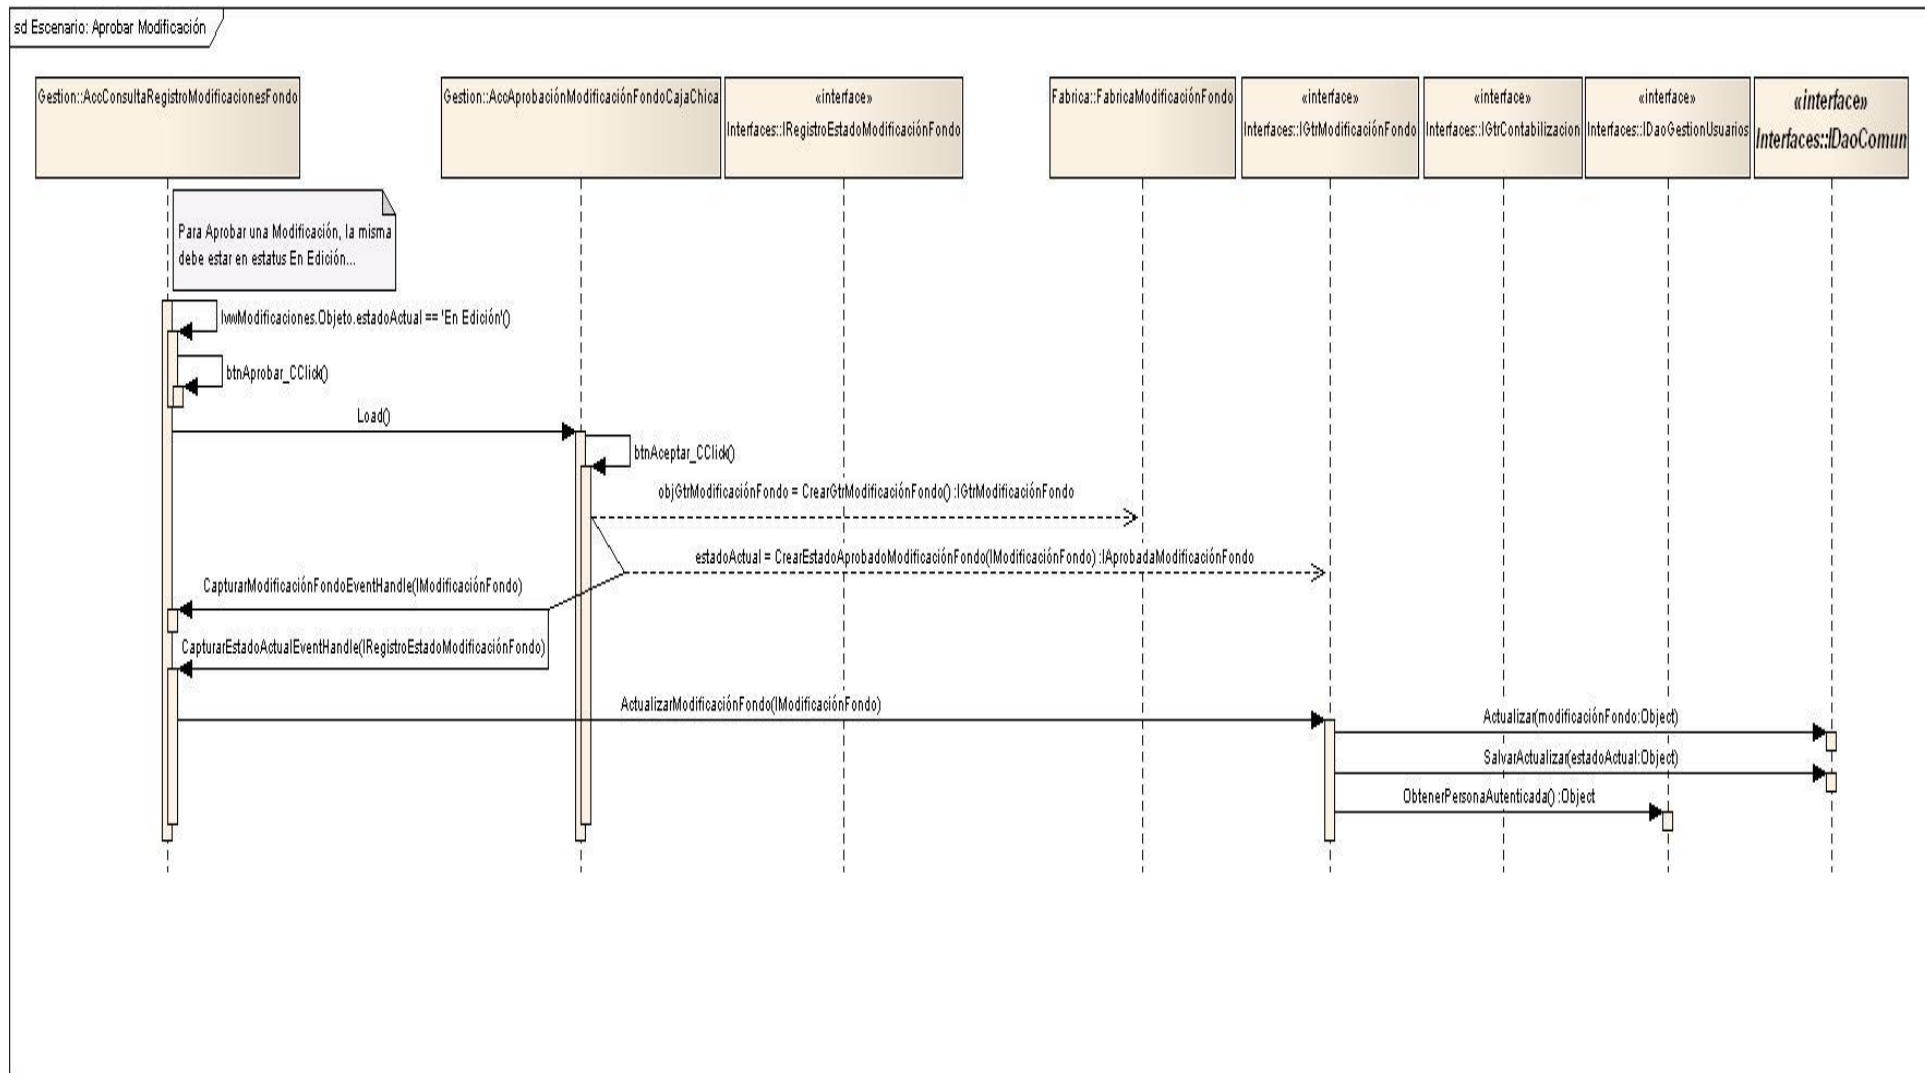 sd Escenario: Aprobar Modificación
Gestion::AccConsultaRegistroModificacionesFondo
Gestion::AccAprobaciónModificaciónFondoCajaChica
«interface»
Interfaces::IRegistroEstadoModificaciónFondo
Fabrica::FabricaModificaciónFondo
«interface»
Interfaces::IGtrModificaciónFondo
«interface»
Interfaces::IGtrContabilizacion
«interface»
Interfaces::IDaoGestionUsuarios
«interface»
Interfaces::IDaoComun
Para Aprobar una Modificación, la misma
debe estar en estatus En Edición...
lvwModificaciones.Objeto.estadoActual == 'En Edición'()
btnAprobar_CClick()
Load()
btnAceptar_CClick()
objGtrModificaciónFondo = CrearGtrModificaciónFondo() :IGtrModificaciónFondo
estadoActual = CrearEstadoAprobadoModificaciónFondo(IModificaciónFondo) :IAprobadaModificaciónFondo
CapturarModificaciónFondoEventHandle(IModificaciónFondo)
CapturarEstadoActualEventHandle(IRegistroEstadoModificaciónFondo)
ActualizarModificaciónFondo(IModificaciónFondo)
Actualizar(modificaciónFondo:Object)
SalvarActualizar(estadoActual:Object)
ObtenerPersonaAutenticada() :Object